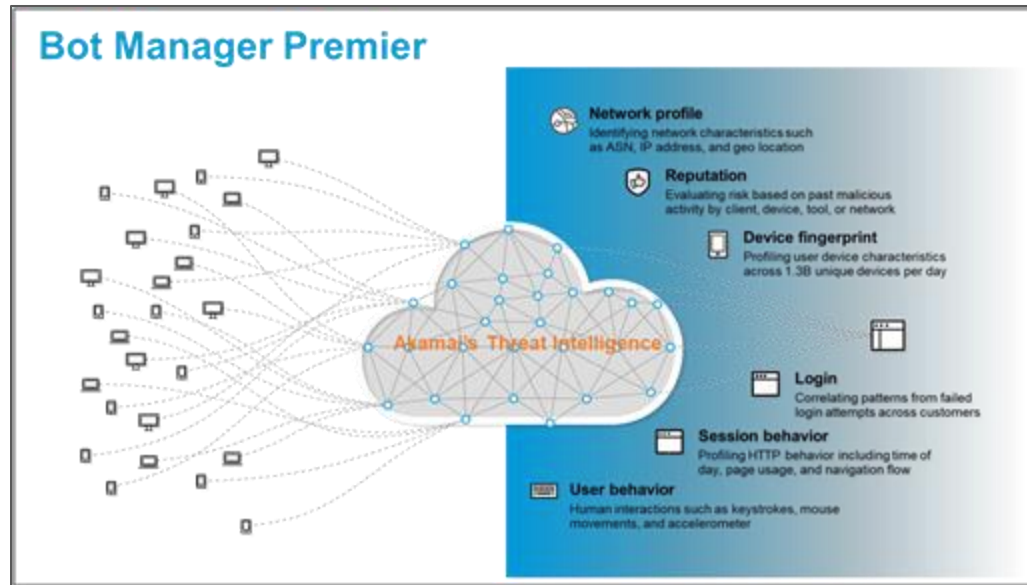 Bot Manager Premier
Network profile
Identifying network characteristics such
as ASN, IP address, and geo location
Reputation
Evaluating risk based on past malicious
activity by client, device, tool, or network
Device fingerprint
Profiling user device characteristics
across 1.3B unique devices per day
Akamai's Threat Intelligence
Login
Correlating patterns from failed
login attempts across customers
Session behavior
Profiling HTTP behavior including time of
day, page usage, and navigation flow
User behavior
Human interactions such as keystrokes, mouse
movements, and accelerometer